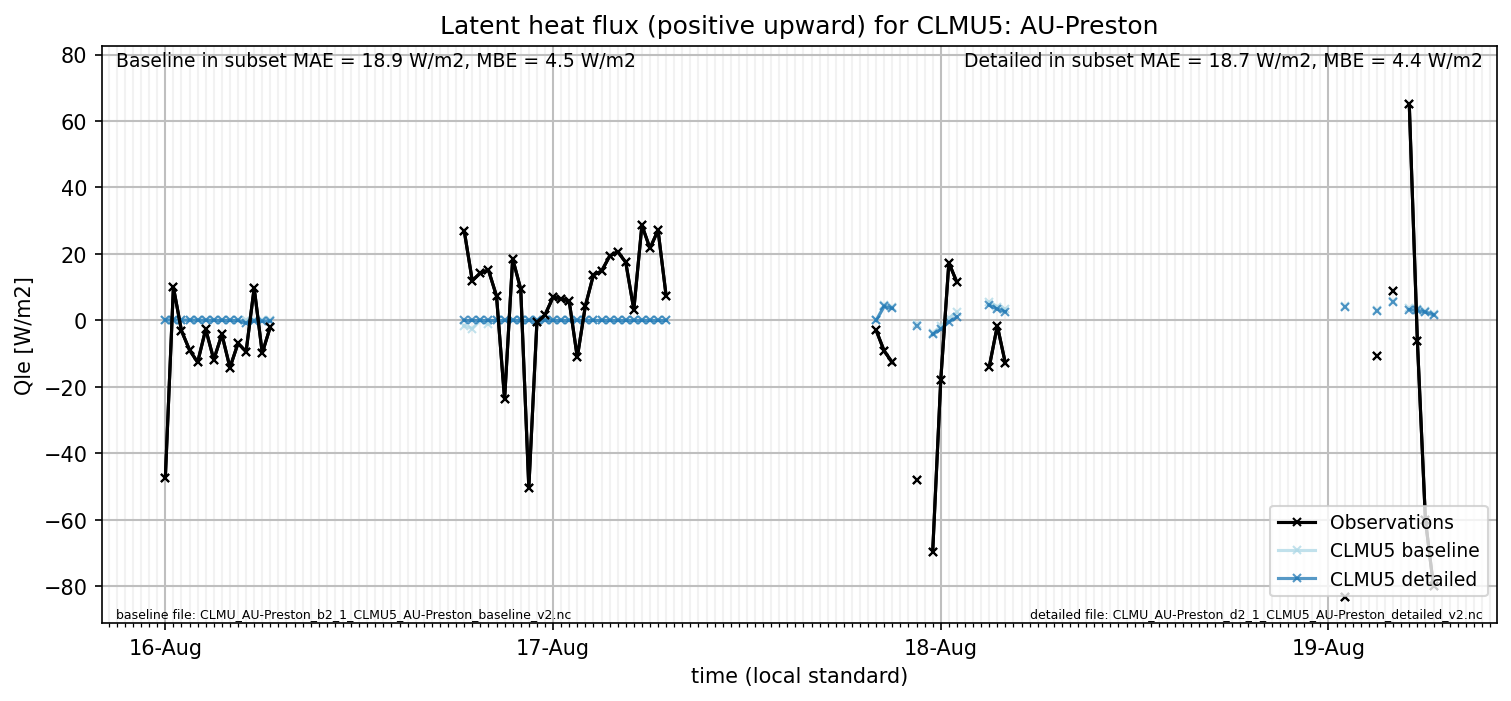 Latent heat flux (positive upward) for CLMU5: AU-Preston
Baseline in subset MAE = 18.9 W/m2, MBE = 4.5 W/m2
Detailed in subset MAE = 18.7 W/m2, MBE = 4.4 W/m2
80
60
40
20
0
−20
−40
−60
−80
Qle [W/m2]
Observations
CLMU5 baseline
CLMU5 detailed
baseline file: CLMU_AU-Preston_b2_1_CLMU5_AU-Preston_baseline_v2.nc
detailed file: CLMU_AU-Preston_d2_1_CLMU5_AU-Preston_detailed_v2.nc
16-Aug
17-Aug
18-Aug
19-Aug
time (local standard)